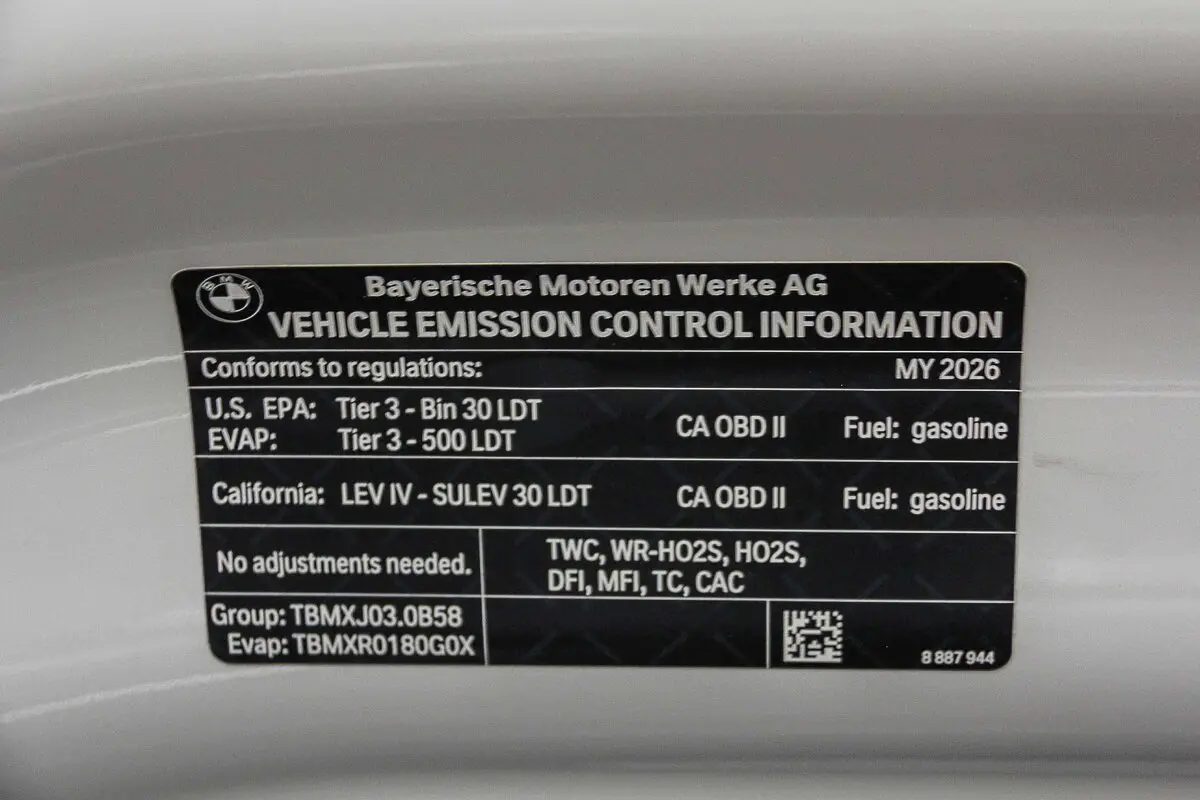 BMW
Bayerische Motoren Werke AG
VEHICLE EMISSION CONTROL INFORMATION
Conforms to regulations: MY 2026
U.S. EPA: Tier 3 - Bin 30 LDT CA OBD II Fuel: gasoline
EVAP: Tier 3 - 500 LDT
California: LEV IV - SULEV 30 LDT CA OBD II Fuel: gasoline
No adjustments needed.
TWC, WR-HO2S, HO2S,
DFI, MFI, TC, CAC
Group: TBMXJ03.0B58
Evap: TBMXR0180G0X
8 887 944